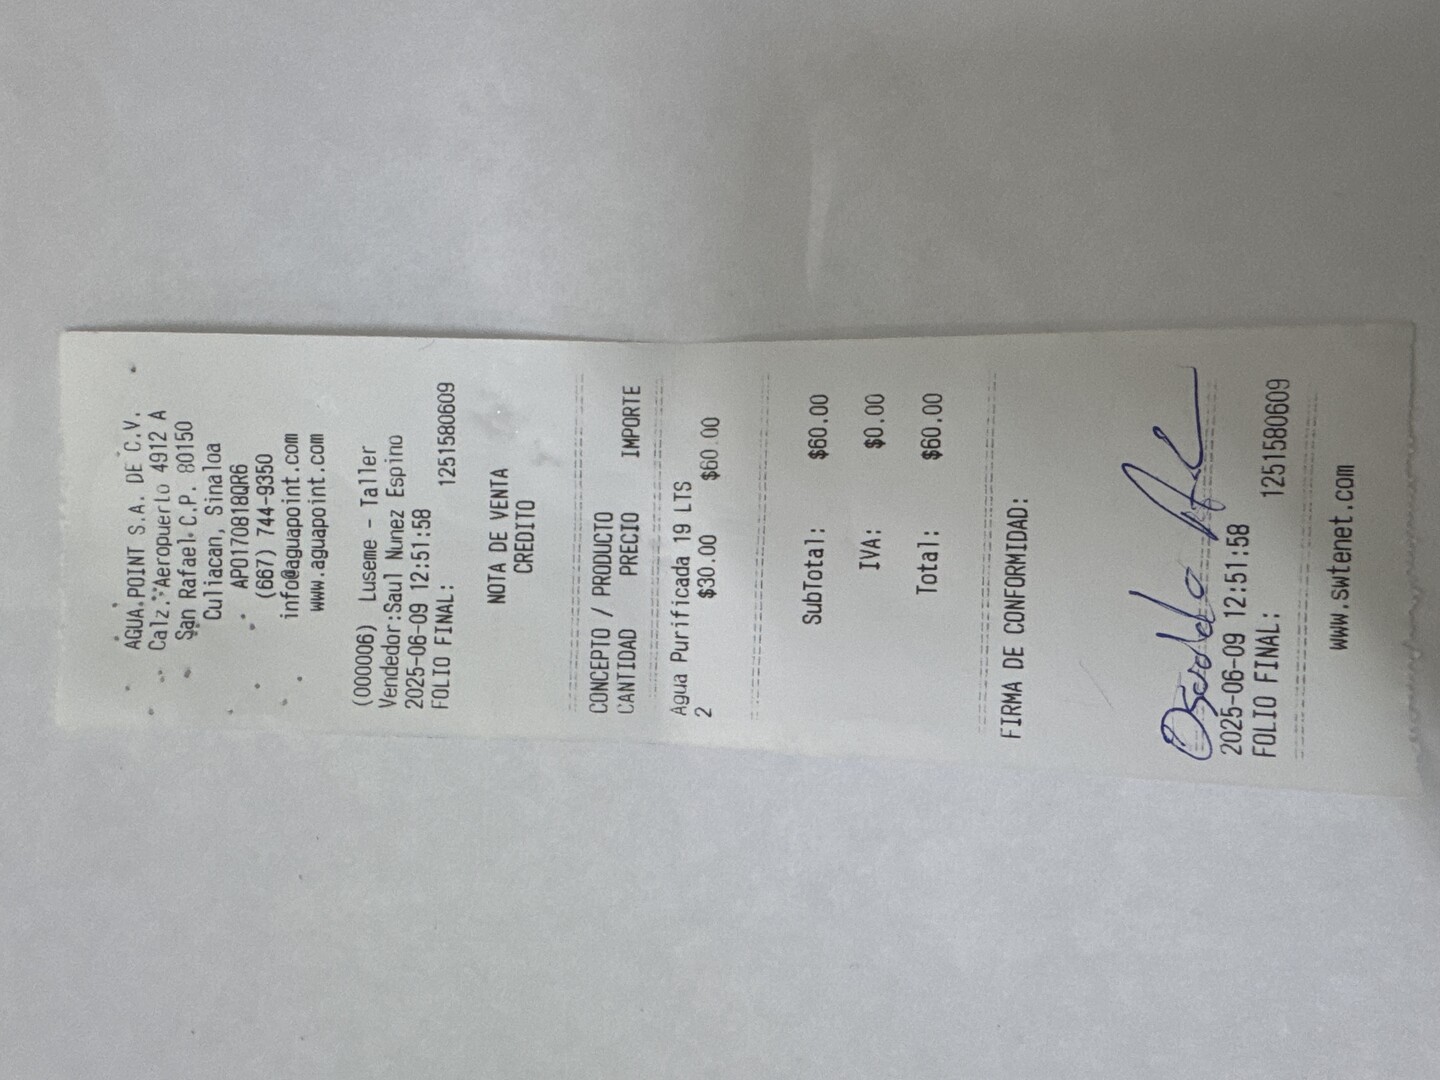 AGUA POINT S.A. DE C.V.
Calz. Aeropuerto 4912 A
San Rafael C.P. 80150
Culiacan, Sinaloa
APO170818QR6
(667) 744-9350
info@aguapoint.com
www.aguapoint.com
(000006) Luseme - Taller
Vendedor:Saul Nunez Espino
2025-06-09 12:51:58
FOLIO FINAL: 1251580609
NOTA DE VENTA
CREDITO
CONCEPTO / PRODUCTO
CANTIDAD PRECIO IMPORTE
Agua Purificada 19 LTS
2 $30.00 $60.00
SubTotal: $60.00
IVA: $0.00
Total: $60.00
FIRMA DE CONFORMIDAD:
Osvaldo
2025-06-09 12:51:58
FOLIO FINAL: 1251580609
www.swtenet.com